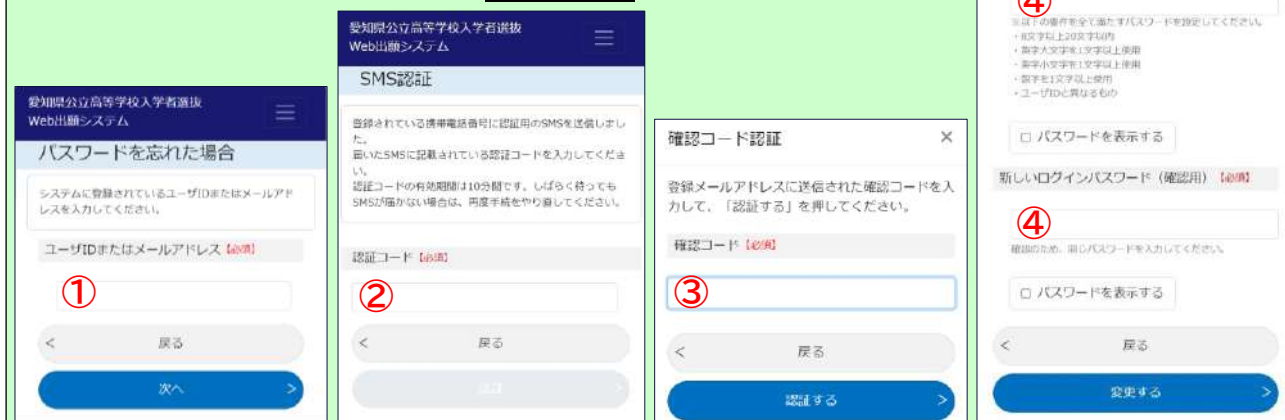 愛知県公立高等学校入学者選抜
Web出願システム
パスワードを忘れた場合
システムに登録されているユーザIDまたはメールアド
レスを入力してください。
ユーザIDまたはメールアドレス【必須】
①
< 戻る
次へ >
愛知県公立高等学校入学者選抜
Web出願システム
SMS認証
登録されている携帯電話番号に認証用のSMSを送信しまし
た。
届いたSMSに記載されている認証コードを入力してくださ
い。
認証コードの有効期間は10分間です。しばらく待っても
SMSが届かない場合は、再度手続をやり直してください。
認証コード【必須】
②
< 戻る
認証 >
確認コード認証 ×
登録メールアドレスに送信された確認コードを入
力して、「認証する」を押してください。
確認コード【必須】
③
< 戻る
認証する >
④
※以下の要件を全て満たすパスワードを設定してください。
・8文字以上20文字以内
・英字大文字を1文字以上使用
・英字小文字を1文字以上使用
・数字を1文字以上使用
・ユーザIDと異なるもの
パスワードを表示する
新しいログインパスワード(確認用)【必須】
④
確認のため、同じパスワードを入力してください。
パスワードを表示する
< 戻る
変更する >